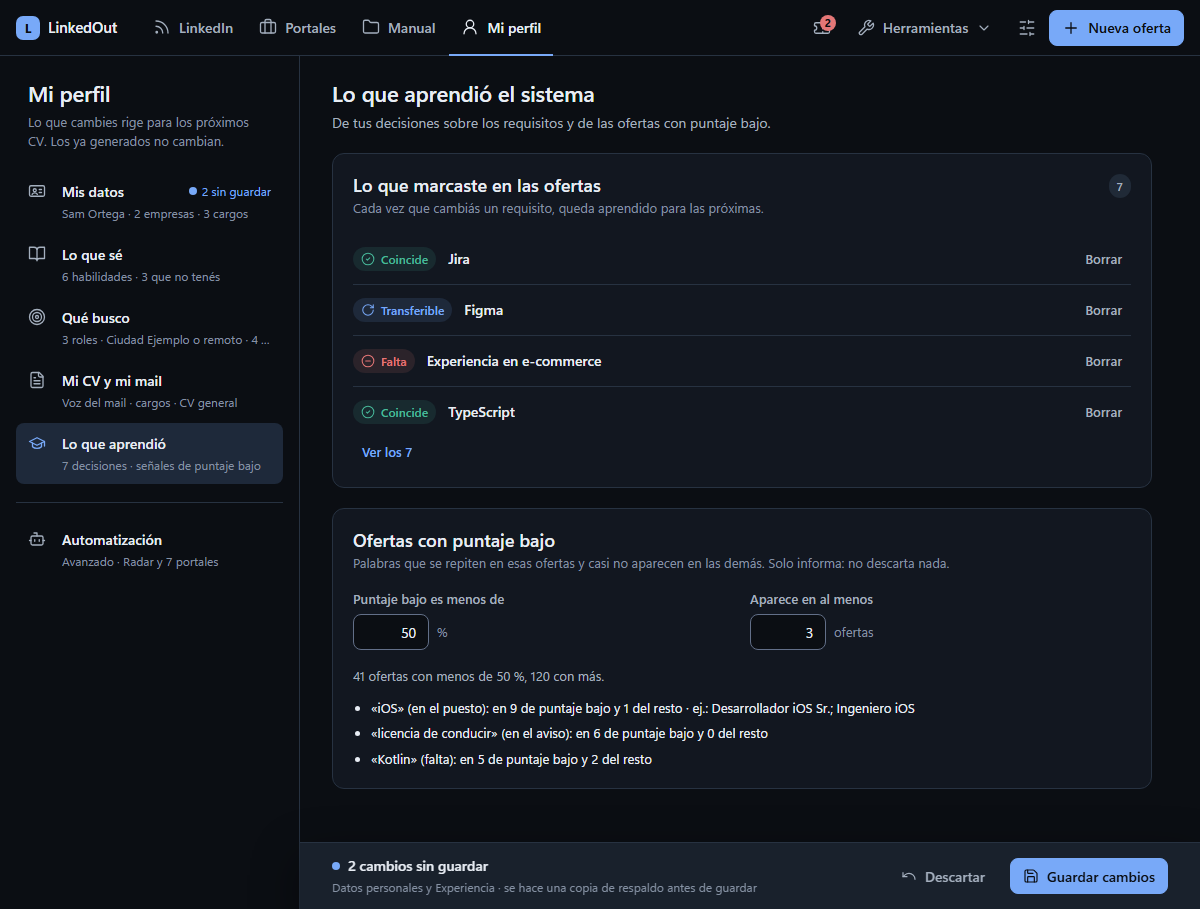 L LinkedOut LinkedIn Portales Manual Mi perfil 2 Herramientas Nueva oferta
Mi perfil
Lo que cambies rige para los próximos
CV. Los ya generados no cambian.
Mis datos 2 sin guardar
Sam Ortega · 2 empresas · 3 cargos
Lo que sé
6 habilidades · 3 que no tenés
Qué busco
3 roles · Ciudad Ejemplo o remoto · 4 ...
Mi CV y mi mail
Voz del mail · cargos · CV general
Lo que aprendió
7 decisiones · señales de puntaje bajo
Automatización
Avanzado · Radar y 7 portales
Lo que aprendió el sistema
De tus decisiones sobre los requisitos y de las ofertas con puntaje bajo.
Lo que marcaste en las ofertas 7
Cada vez que cambiás un requisito, queda aprendido para las próximas.
Coincide Jira Borrar
Transferible Figma Borrar
Falta Experiencia en e-commerce Borrar
Coincide TypeScript Borrar
Ver los 7
Ofertas con puntaje bajo
Palabras que se repiten en esas ofertas y casi no aparecen en las demás. Solo informa: no descarta nada.
Puntaje bajo es menos de Aparece en al menos
50 % 3 ofertas
41 ofertas con menos de 50 %, 120 con más.
• «iOS» (en el puesto): en 9 de puntaje bajo y 1 del resto · ej.: Desarrollador iOS Sr.; Ingeniero iOS
• «licencia de conducir» (en el aviso): en 6 de puntaje bajo y 0 del resto
• «Kotlin» (falta): en 5 de puntaje bajo y 2 del resto
2 cambios sin guardar
Datos personales y Experiencia · se hace una copia de respaldo antes de guardar
Descartar Guardar cambios